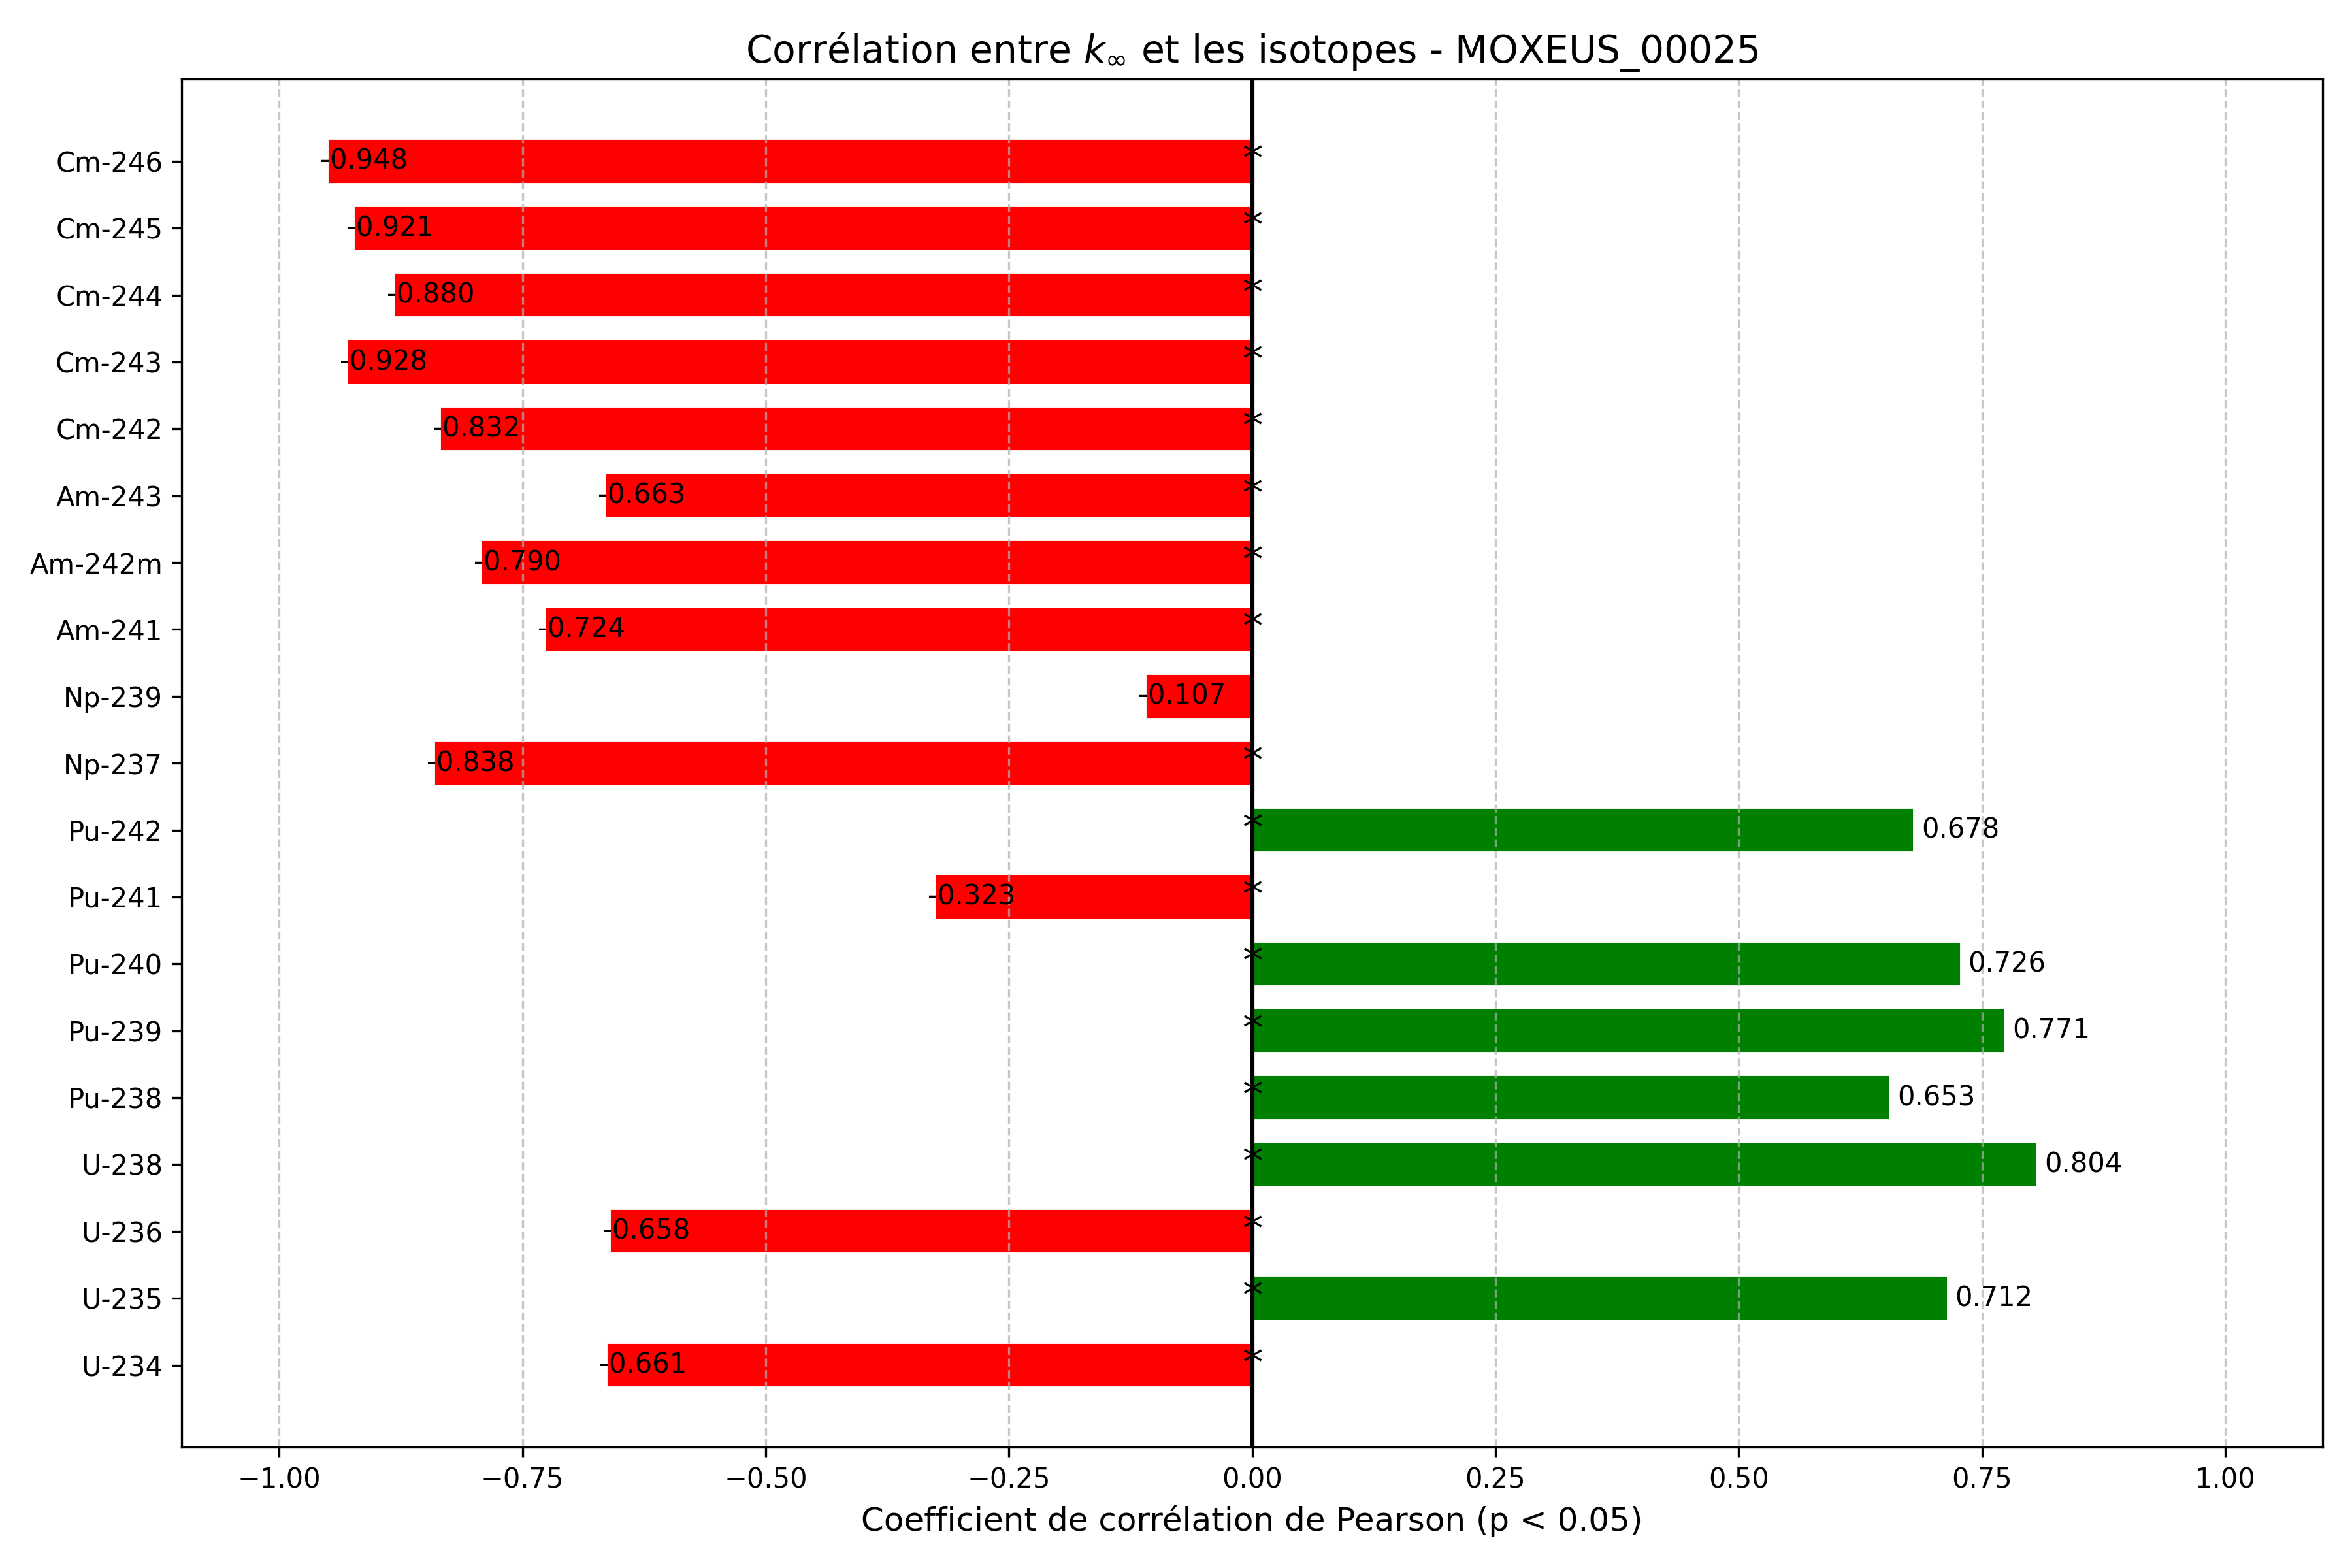 Corrélation entre k∞ et les isotopes - MOXEUS_00025
Cm-246 -0.948 *
Cm-245 -0.921 *
Cm-244 -0.880 *
Cm-243 -0.928 *
Cm-242 -0.832 *
Am-243 -0.663 *
Am-242m -0.790 *
Am-241 -0.724 *
Np-239 -0.107
Np-237 -0.838 *
Pu-242 * 0.678
Pu-241 -0.323 *
Pu-240 * 0.726
Pu-239 * 0.771
Pu-238 * 0.653
U-238 * 0.804
U-236 -0.658 *
U-235 * 0.712
U-234 -0.661 *
−1.00 −0.75 −0.50 −0.25 0.00 0.25 0.50 0.75 1.00
Coefficient de corrélation de Pearson (p < 0.05)